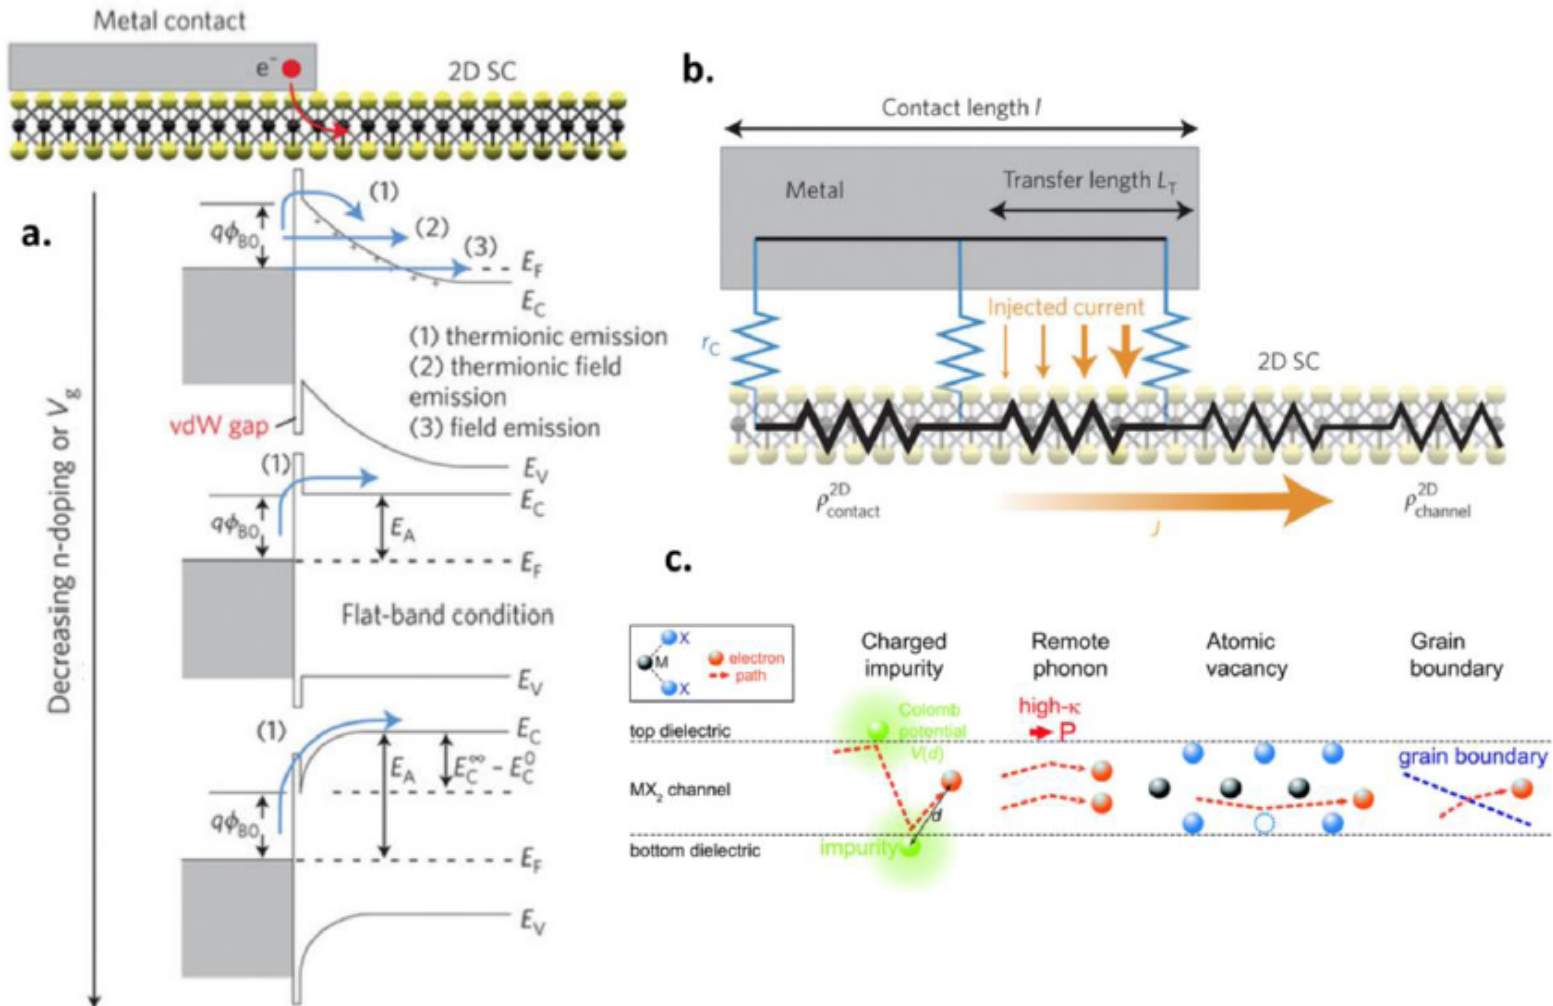 Metal contact
e⁻
2D SC
a.
Decreasing n-doping or Vg
(1)
(2)
(3)
qϕB0
EF
EC
(1) thermionic emission
(2) thermionic field
emission
(3) field emission
vdW gap
EV
(1)
EC
qϕB0
EA
EF
Flat-band condition
EV
(1)
EC
EA
EC∞ − EC0
qϕB0
EF
EV
b.
Contact length l
Metal
Transfer length LT
Injected current
rC
2D SC
ρ2Dcontact
J
ρ2Dchannel
c.
X
M
X
electron
path
Charged
impurity
Remote
phonon
Atomic
vacancy
Grain
boundary
top dielectric
Colomb
potential
V(d)
high-κ
P
grain boundary
MX₂ channel
d
bottom dielectric
impurity